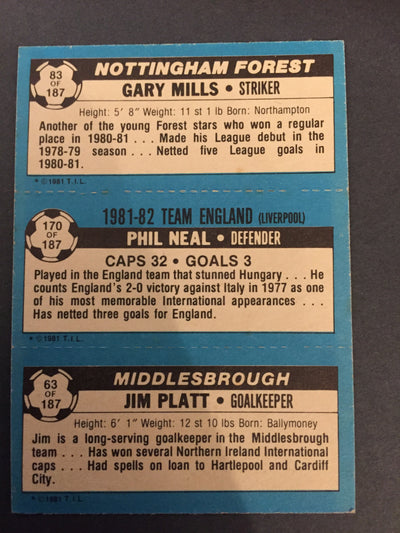 83
OF
187
NOTTINGHAM FOREST
GARY MILLS • STRIKER
Height: 5' 8" Weight: 11 st 1 lb Born: Northampton
Another of the young Forest stars who won a regular
place in 1980-81 . . . Made his League debut in the
1978-79 season . . . Netted five League goals in
1980-81.
* © 1981 T.I.L.
170
OF
187
1981-82 TEAM ENGLAND (LIVERPOOL)
PHIL NEAL • DEFENDER
CAPS 32 • GOALS 3
Played in the England team that stunned Hungary . . . He
counts England's 2-0 victory against Italy in 1977 as one
of his most memorable International appearances . . .
Has netted three goals for England.
* © 1981 T.I.L.
63
OF
187
MIDDLESBROUGH
JIM PLATT • GOALKEEPER
Height: 6' 1" Weight: 12 st 10 lbs Born: Ballymoney
Jim is a long-serving goalkeeper in the Middlesbrough
team . . . Has won several Northern Ireland International
caps . . . Had spells on loan to Hartlepool and Cardiff
City.
* © 1981 T.I.L.